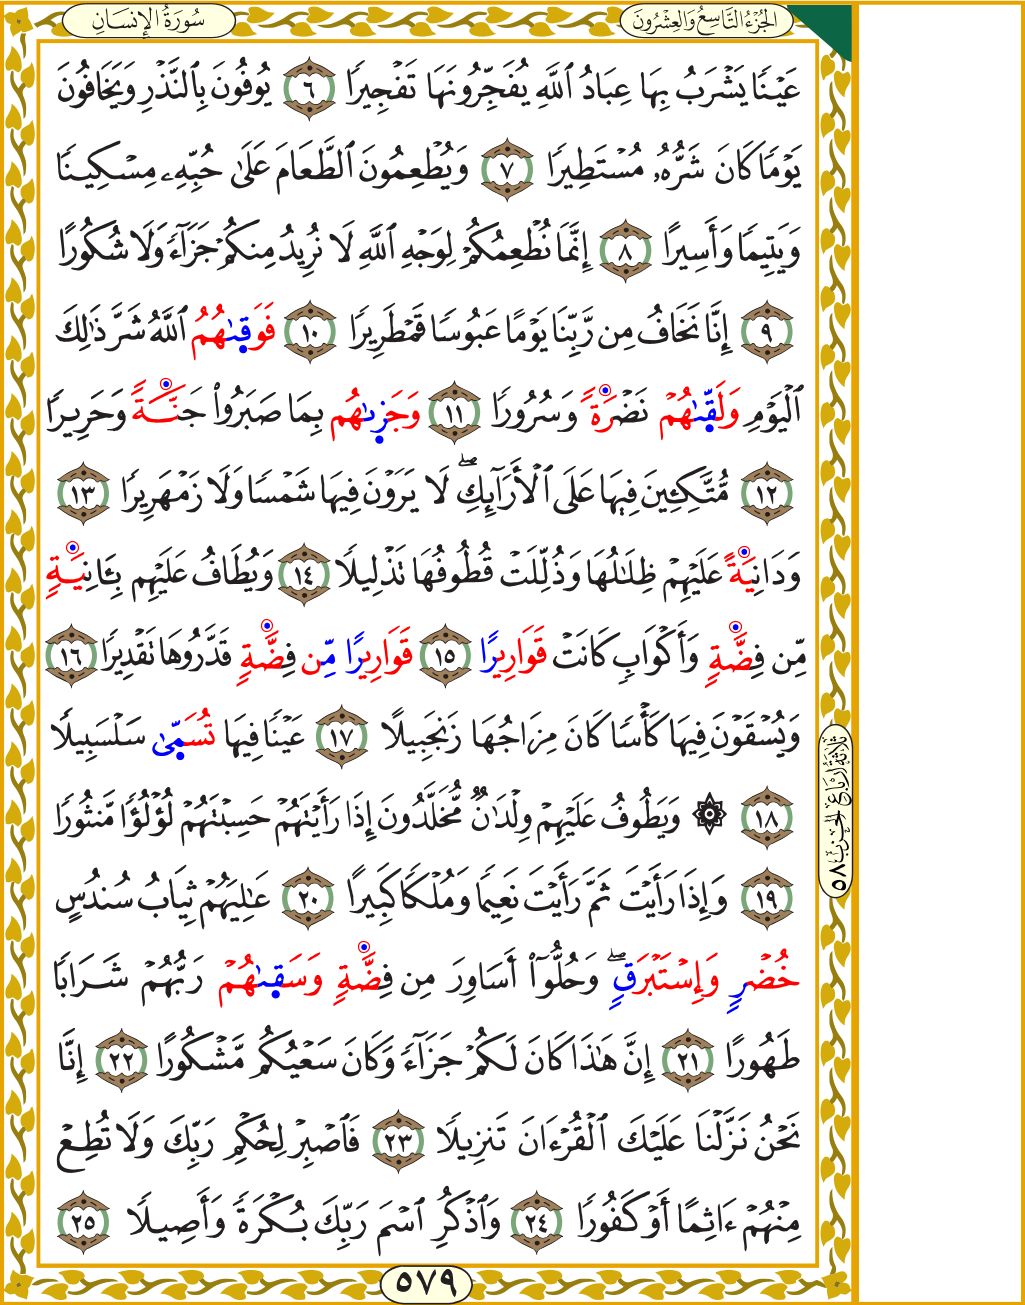 الجُزْءُ التَّاسِعُ وَالعِشْرُونَ
سُورَةُ الإِنسَانِ
عَيْنًا يَشْرَبُ بِهَا عِبَادُ ٱللَّهِ يُفَجِّرُونَهَا تَفْجِيرًا ٦ يُوفُونَ بِٱلنَّذْرِ وَيَخَافُونَ
يَوْمًا كَانَ شَرُّهُۥ مُسْتَطِيرًا ٧ وَيُطْعِمُونَ ٱلطَّعَامَ عَلَىٰ حُبِّهِۦ مِسْكِينًا
وَيَتِيمًا وَأَسِيرًا ٨ إِنَّمَا نُطْعِمُكُمْ لِوَجْهِ ٱللَّهِ لَا نُرِيدُ مِنكُمْ جَزَآءً وَلَا شُكُورًا
٩ إِنَّا نَخَافُ مِن رَّبِّنَا يَوْمًا عَبُوسًا قَمْطَرِيرًا ١٠ فَوَقِىٰهُمُ ٱللَّهُ شَرَّ ذَٰلِكَ
ٱلْيَوْمِ وَلَقِّىٰهُمْ نَضْرَةً وَسُرُورًا ١١ وَجَزِىٰهُم بِمَا صَبَرُوا۟ جَنَّةً وَحَرِيرًا
١٢ مُّتَّكِـِٔينَ فِيهَا عَلَى ٱلْأَرَآئِكِ ۖ لَا يَرَوْنَ فِيهَا شَمْسًا وَلَا زَمْهَرِيرًا ١٣
وَدَانِيَةً عَلَيْهِمْ ظِلَٰلُهَا وَذُلِّلَتْ قُطُوفُهَا تَذْلِيلًا ١٤ وَيُطَافُ عَلَيْهِم بِـَٔانِيَةٍ
مِّن فِضَّةٍ وَأَكْوَابٍ كَانَتْ قَوَارِيرًا ١٥ قَوَارِيرًا مِّن فِضَّةٍ قَدَّرُوهَا تَقْدِيرًا ١٦
وَيُسْقَوْنَ فِيهَا كَأْسًا كَانَ مِزَاجُهَا زَنجَبِيلًا ١٧ عَيْنًا فِيهَا تُسَمِّىٰ سَلْسَبِيلًا
١٨ ۞ وَيَطُوفُ عَلَيْهِمْ وِلْدَٰنٌ مُّخَلَّدُونَ إِذَا رَأَيْتَهُمْ حَسِبْتَهُمْ لُؤْلُؤًا مَّنثُورًا
١٩ وَإِذَا رَأَيْتَ ثَمَّ رَأَيْتَ نَعِيمًا وَمُلْكًا كَبِيرًا ٢٠ عَٰلِيَهُمْ ثِيَابُ سُندُسٍ
خُضْرٍ وَإِسْتَبْرَقٍ ۖ وَحُلُّوٓا۟ أَسَاوِرَ مِن فِضَّةٍ وَسَقِىٰهُمْ رَبُّهُمْ شَرَابًا
طَهُورًا ٢١ إِنَّ هَٰذَا كَانَ لَكُمْ جَزَآءً وَكَانَ سَعْيُكُم مَّشْكُورًا ٢٢ إِنَّا
نَحْنُ نَزَّلْنَا عَلَيْكَ ٱلْقُرْءَانَ تَنزِيلًا ٢٣ فَٱصْبِرْ لِحُكْمِ رَبِّكَ وَلَا تُطِعْ
مِنْهُمْ ءَاثِمًا أَوْ كَفُورًا ٢٤ وَٱذْكُرِ ٱسْمَ رَبِّكَ بُكْرَةً وَأَصِيلًا ٢٥
ثَلَاثَةُ أَرْبَاعِ الحِزْبِ ٥٨
٥٧٩